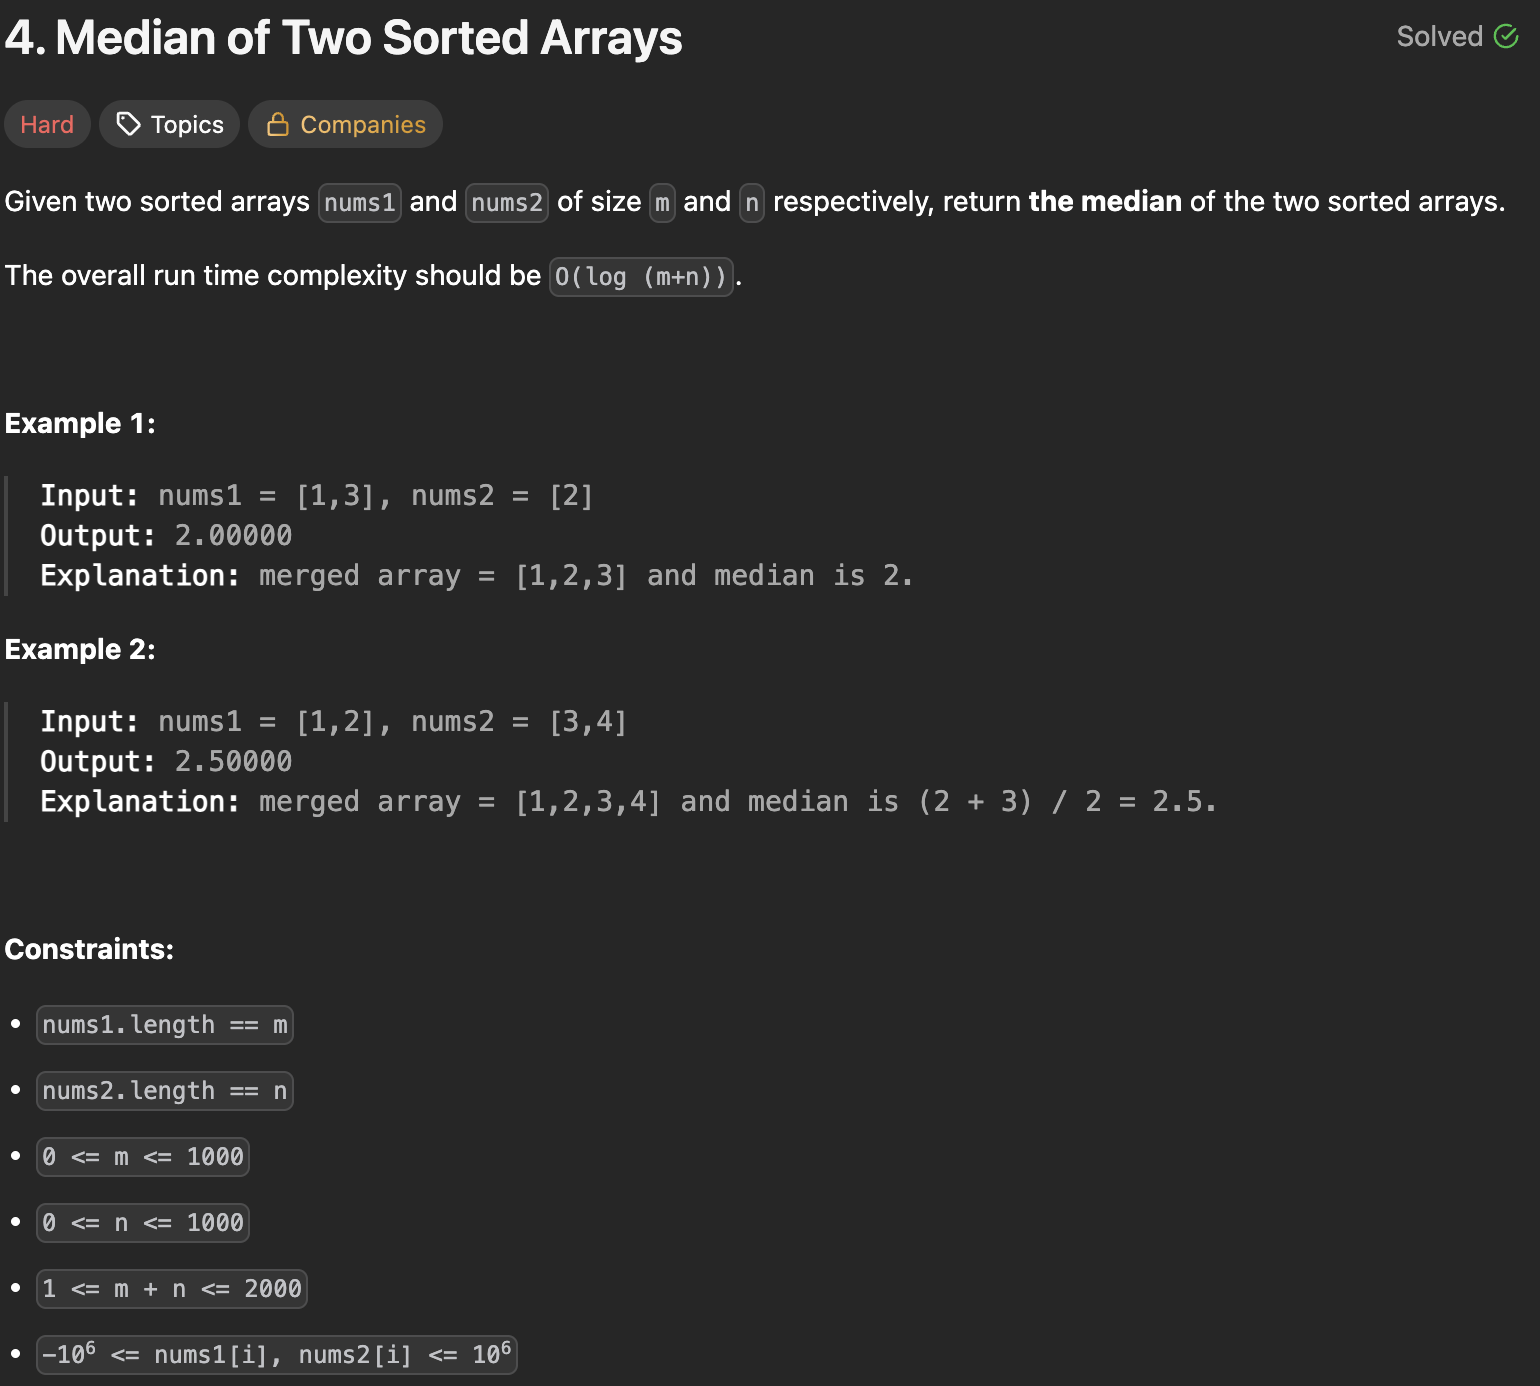 4. Median of Two Sorted Arrays
Solved
Hard Topics Companies
Given two sorted arrays nums1 and nums2 of size m and n respectively, return the median of the two sorted arrays.
The overall run time complexity should be O(log (m+n)).
Example 1:
Input: nums1 = [1,3], nums2 = [2]
Output: 2.00000
Explanation: merged array = [1,2,3] and median is 2.
Example 2:
Input: nums1 = [1,2], nums2 = [3,4]
Output: 2.50000
Explanation: merged array = [1,2,3,4] and median is (2 + 3) / 2 = 2.5.
Constraints:
• nums1.length == m
• nums2.length == n
• 0 <= m <= 1000
• 0 <= n <= 1000
• 1 <= m + n <= 2000
• -10⁶ <= nums1[i], nums2[i] <= 10⁶